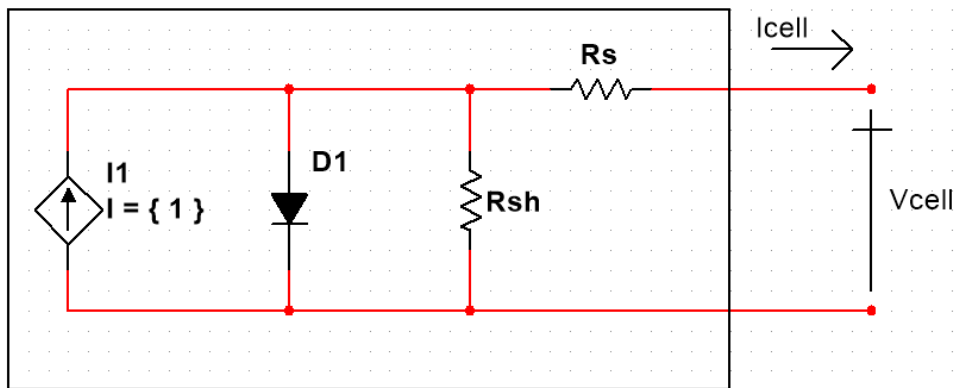 Icell
Rs
I1
I = { 1 }
D1
Rsh
Vcell